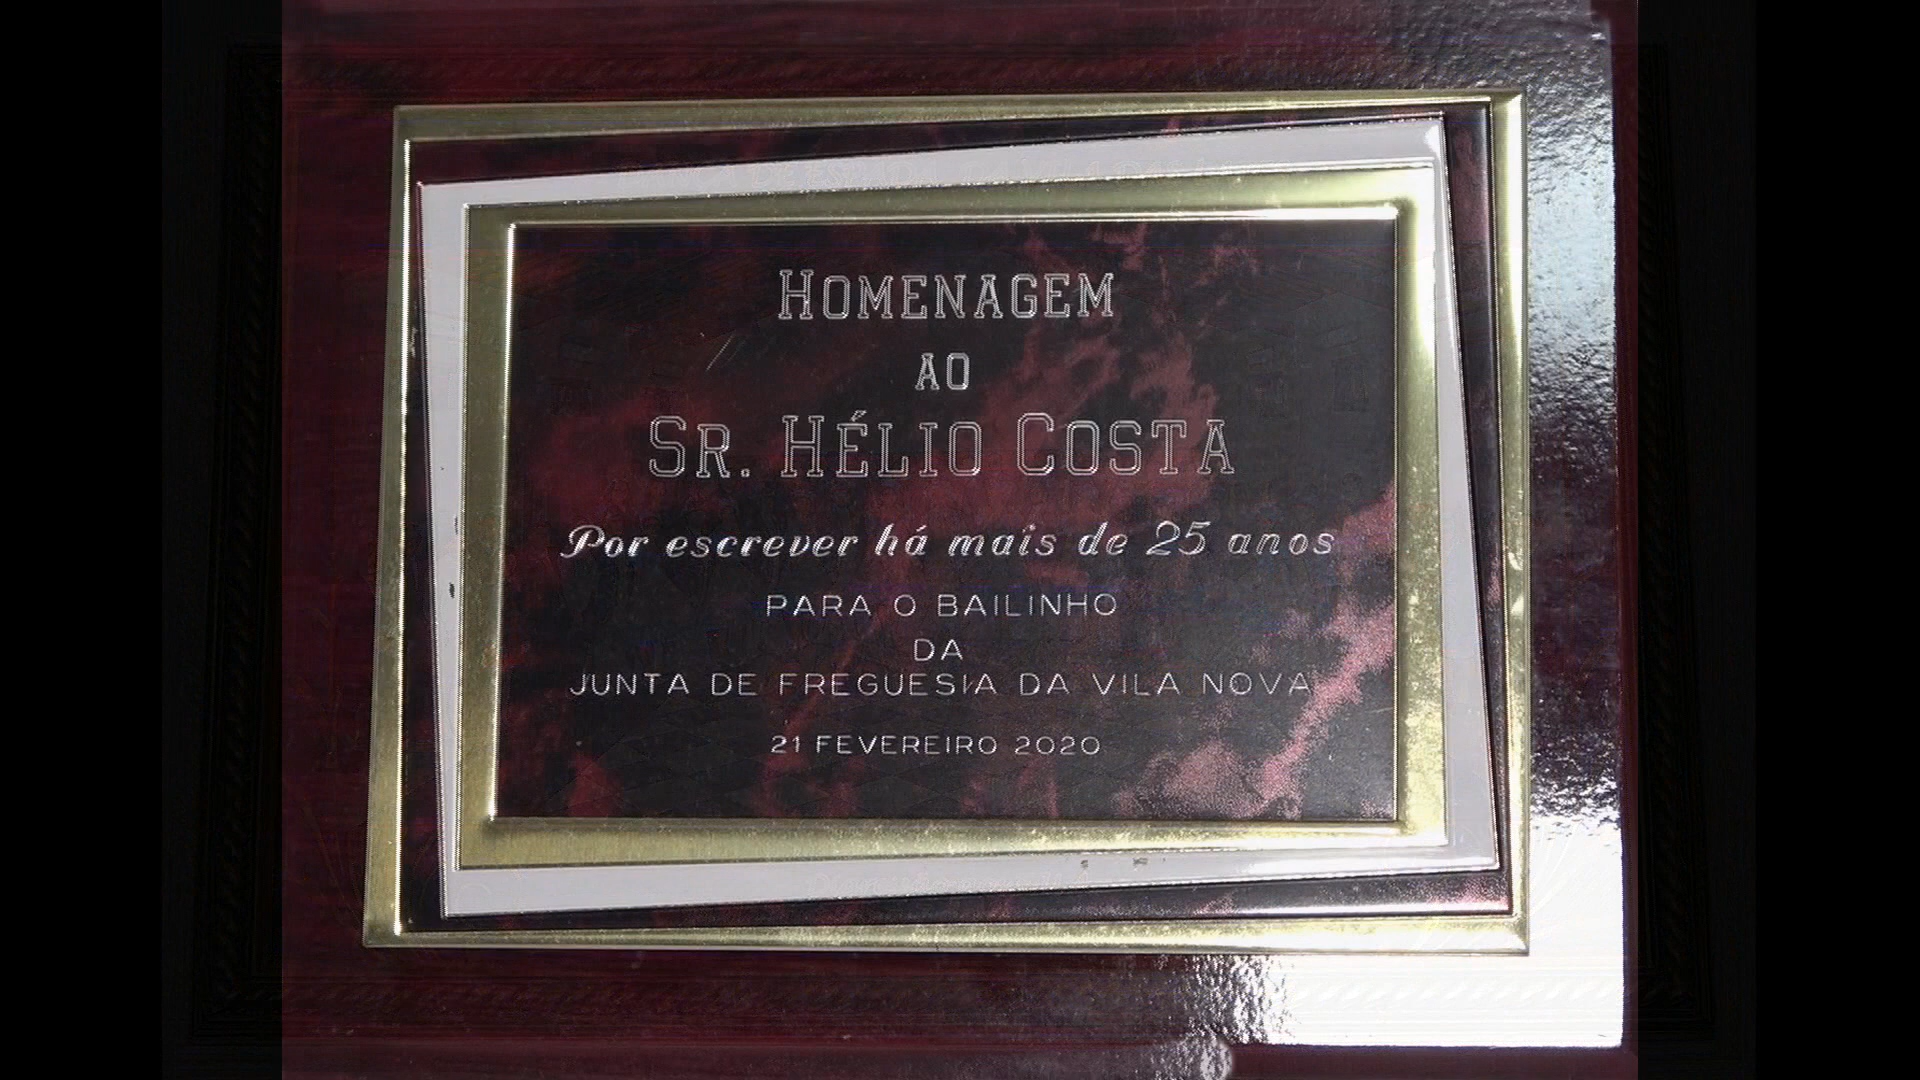 HOMENAGEM
AO
SR. HÉLIO COSTA
Por escrever há mais de 25 anos
PARA O BAILINHO
DA
JUNTA DE FREGUESIA DA VILA NOVA
21 FEVEREIRO 2020